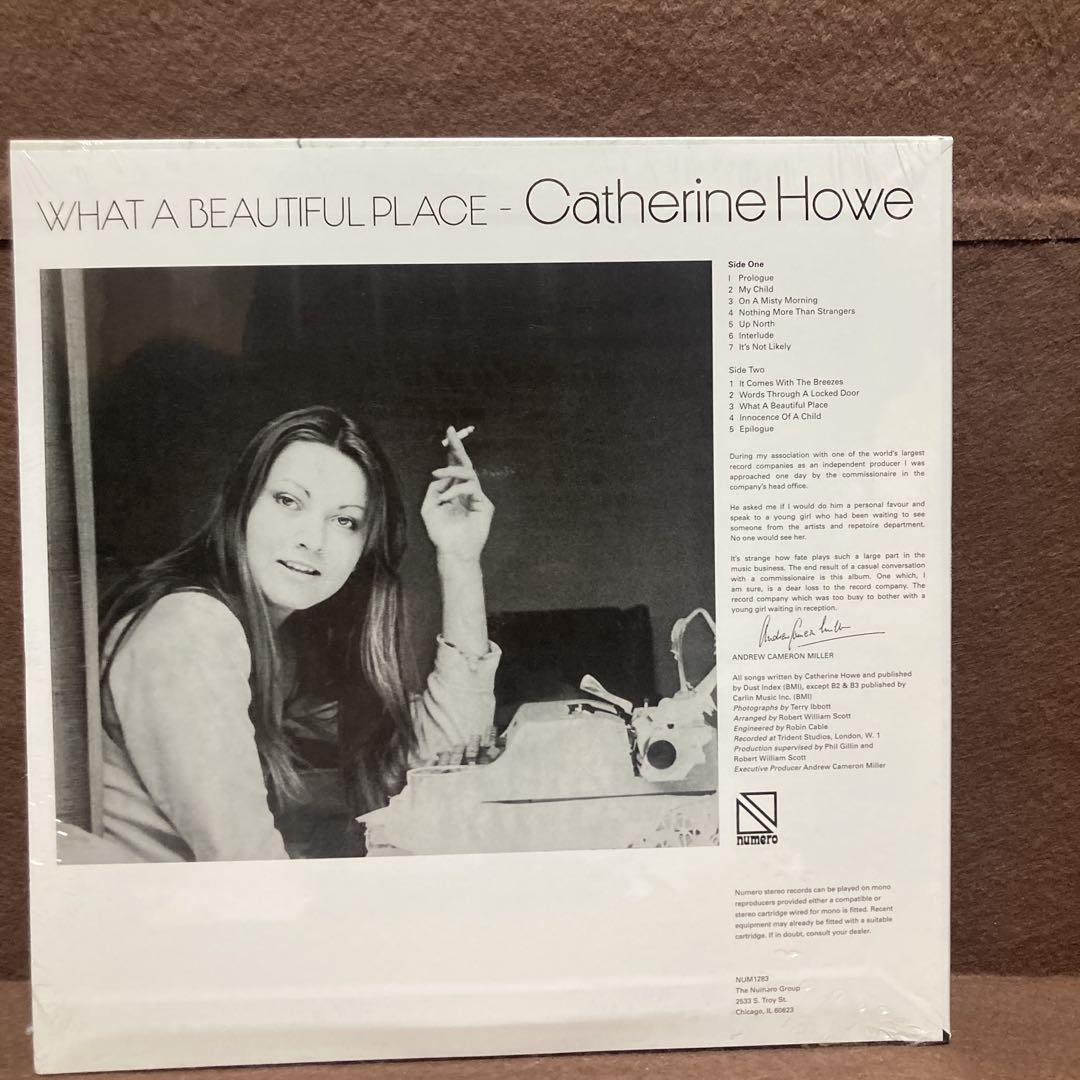 WHAT A BEAUTIFUL PLACE - Catherine Howe
Side One
1 Prologue
2 My Child
3 On A Misty Morning
4 Nothing More Than Strangers
5 Up North
6 Interlude
7 It's Not Likely
Side Two
1 It Comes With The Breezes
2 Words Through A Locked Door
3 What A Beautiful Place
4 Innocence Of A Child
5 Epilogue
During my association with one of the world's largest
record companies as an independent producer I was
approached one day by the commissionaire in the
company's head office.
He asked me if I would do him a personal favour and
speak to a young girl who had been waiting to see
someone from the artists and repetoire department.
No one would see her.
It's strange how fate plays such a large part in the
music business. The end result of a casual conversation
with a commissionaire is this album. One which, I
am sure, is a dear loss to the record company. The
record company which was too busy to bother with a
young girl waiting in reception.
ANDREW CAMERON MILLER
All songs written by Catherine Howe and published
by Dust Index (BMI), except B2 & B3 published by
Carlin Music Inc. (BMI)
Photographs by Terry Ibbott
Arranged by Robert William Scott
Engineered by Robin Cable
Recorded at Trident Studios, London, W. 1
Production supervised by Phil Gillin and
Robert William Scott
Executive Producer Andrew Cameron Miller
numero
Numero stereo records can be played on mono
reproducers provided either a compatible or
stereo cartridge wired for mono is fitted. Recent
equipment may already be fitted with a suitable
cartridge. If in doubt, consult your dealer.
NUM1283
The Numero Group
2533 S. Troy St.
Chicago, IL 60623